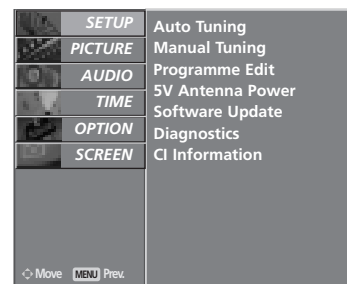 SETUP
PICTURE
AUDIO
TIME
OPTION
SCREEN
Move MENU Prev.
Auto Tuning
Manual Tuning
Programme Edit
5V Antenna Power
Software Update
Diagnostics
CI Information